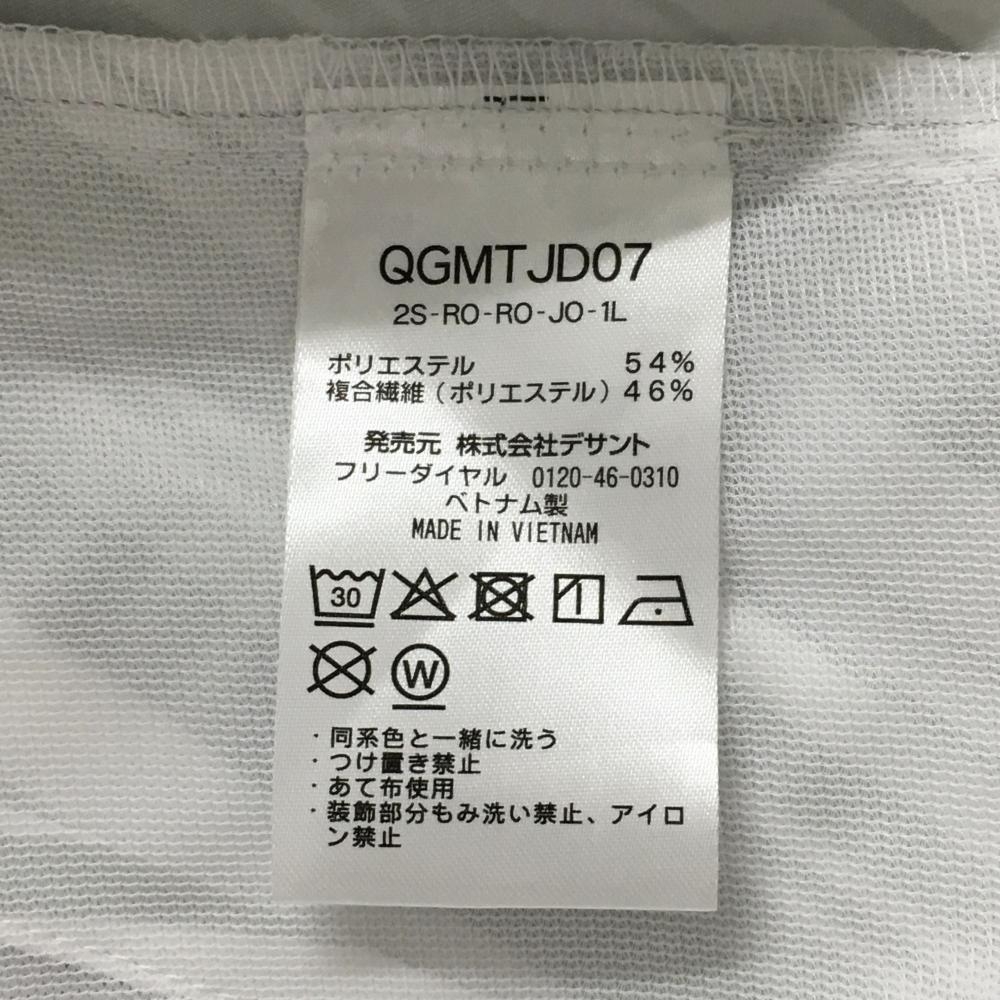 QGMTJD07
2S-RO-RO-JO-1L
ポリエステル 54%
複合繊維(ポリエステル)46%
発売元 株式会社デサント
フリーダイヤル 0120-46-0310
ベトナム製
MADE IN VIETNAM
30
W
・同系色と一緒に洗う
・つけ置き禁止
・あて布使用
・装飾部分もみ洗い禁止、アイロ
ン禁止